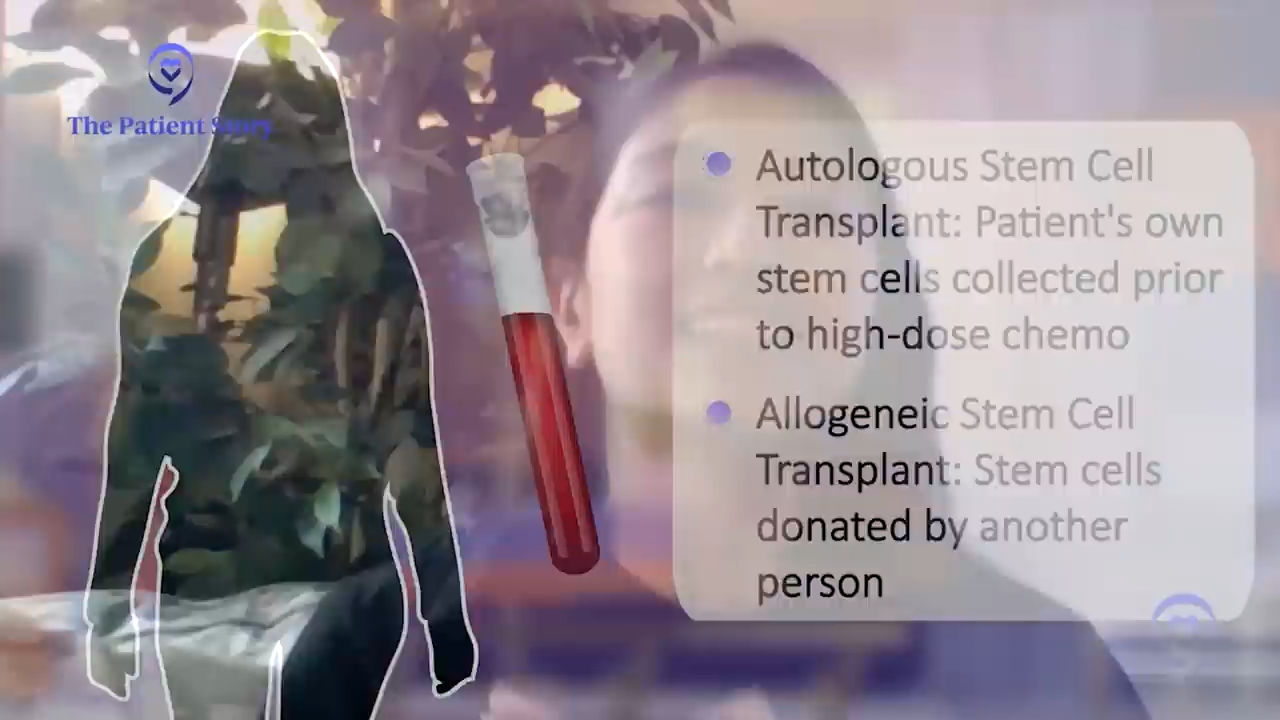 The Patient Story
Autologous Stem Cell
Transplant: Patient's own
stem cells collected prior
to high-dose chemo
Allogeneic Stem Cell
Transplant: Stem cells
donated by another
person